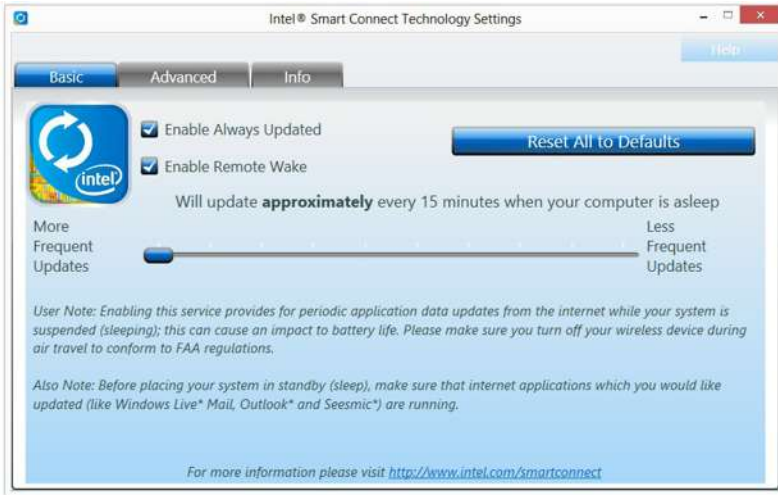 Intel® Smart Connect Technology Settings
Help
Basic Advanced Info
Enable Always Updated
Reset All to Defaults
Enable Remote Wake
intel
Will update approximately every 15 minutes when your computer is asleep
More
Frequent
Updates
Less
Frequent
Updates
User Note: Enabling this service provides for periodic application data updates from the internet while your system is
suspended (sleeping); this can cause an impact to battery life. Please make sure you turn off your wireless device during
air travel to conform to FAA regulations.
Also Note: Before placing your system in standby (sleep), make sure that internet applications which you would like
updated (like Windows Live* Mail, Outlook* and Seesmic*) are running.
For more information please visit http://www.intel.com/smartconnect